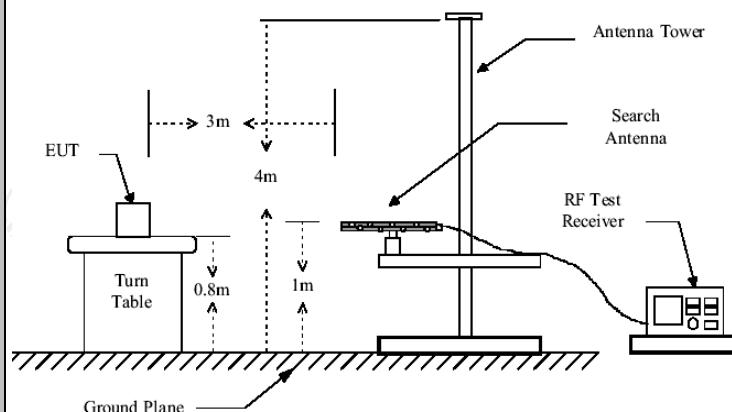 Antenna Tower
3m
Search
Antenna
EUT
4m
RF Test
Receiver
Turn
Table
0.8m
1m
Ground Plane